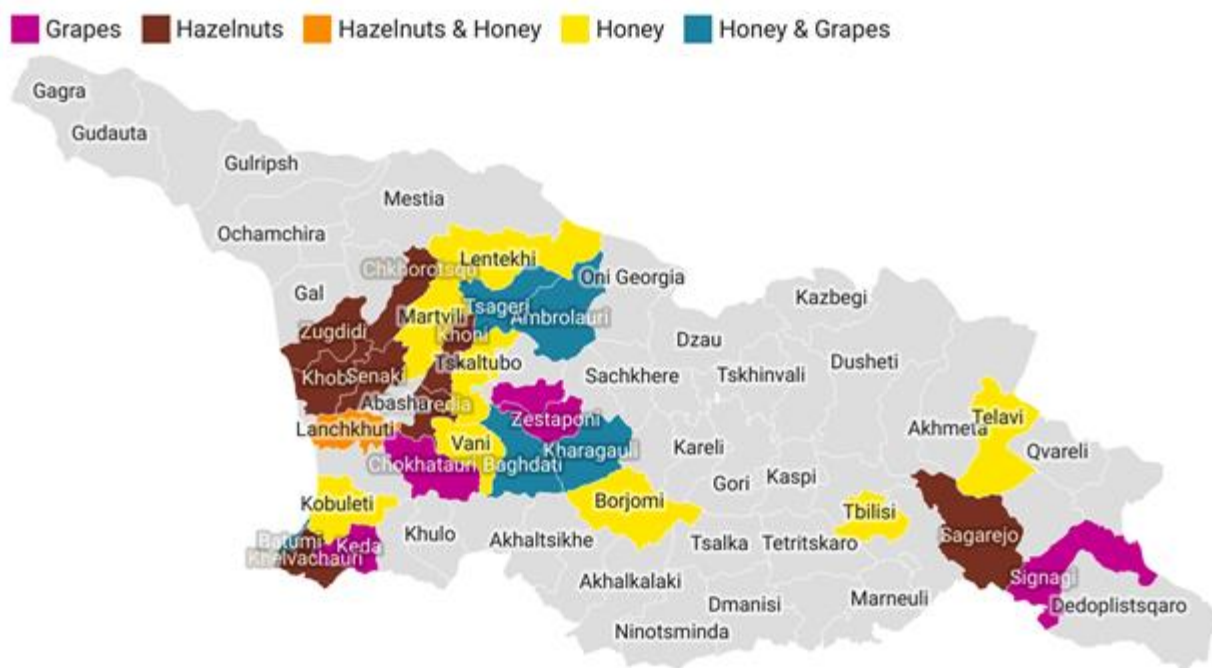 Grapes Hazelnuts Hazelnuts & Honey Honey Honey & Grapes
Gagra
Gudauta
Gulripsh
Mestia
Ochamchira
Lentekhi
Chkhorotsqu
Oni Georgia
Gal
Kazbegi
Tsageri
Martvili
Ambrolauri
Zugdidi
Khoni
Dzau
Dusheti
Tskaltubo
Khobi
Senaki
Sachkhere
Tskhinvali
Abasha
Telavi
Zestaponi
Lanchkhuti
Akhmeta
Vani
Kharagauli
Kareli
Qvareli
Chokhatauri
Baghdati
Kaspi
Gori
Kobuleti
Borjomi
Tbilisi
Khulo
Akhaltsikhe
Tsalka
Tetritskaro
Sagarejo
Batumi
Keda
Khelvachauri
Signagi
Akhalkalaki
Marneuli
Dmanisi
Dedoplistsqaro
Ninotsminda